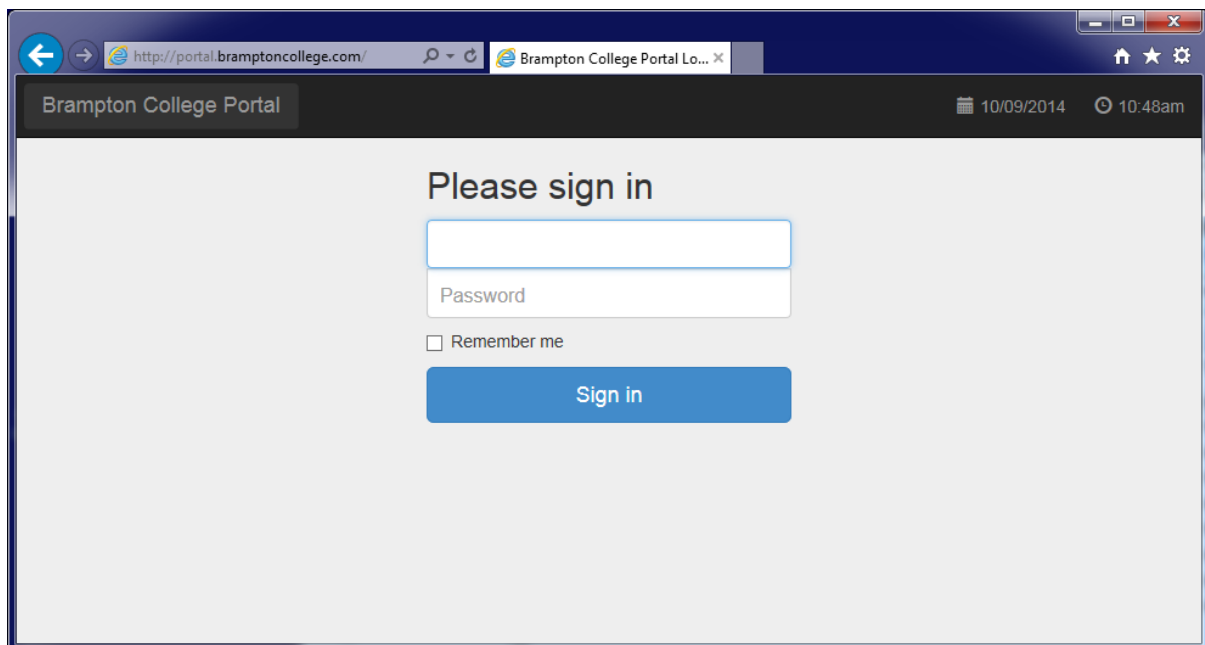 http://portal.bramptoncollege.com/
Brampton College Portal Lo...
Brampton College Portal
10/09/2014
10:48am
Please sign in
Password
Remember me
Sign in